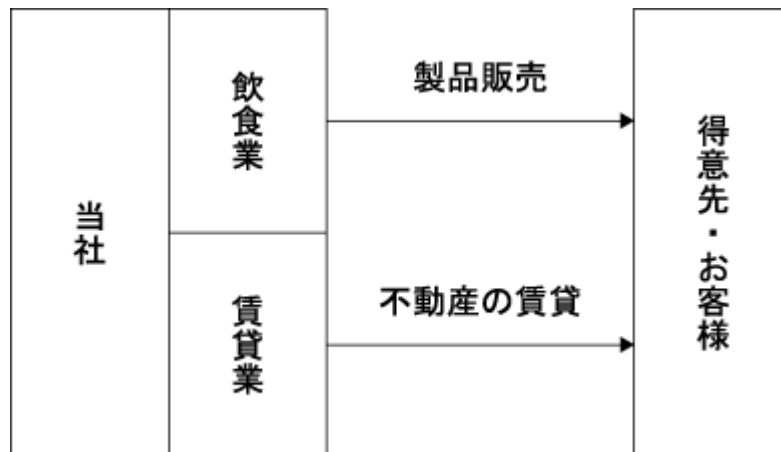 当社
飲食業
製品販売
賃貸業
不動産の賃貸
得意先・お客様